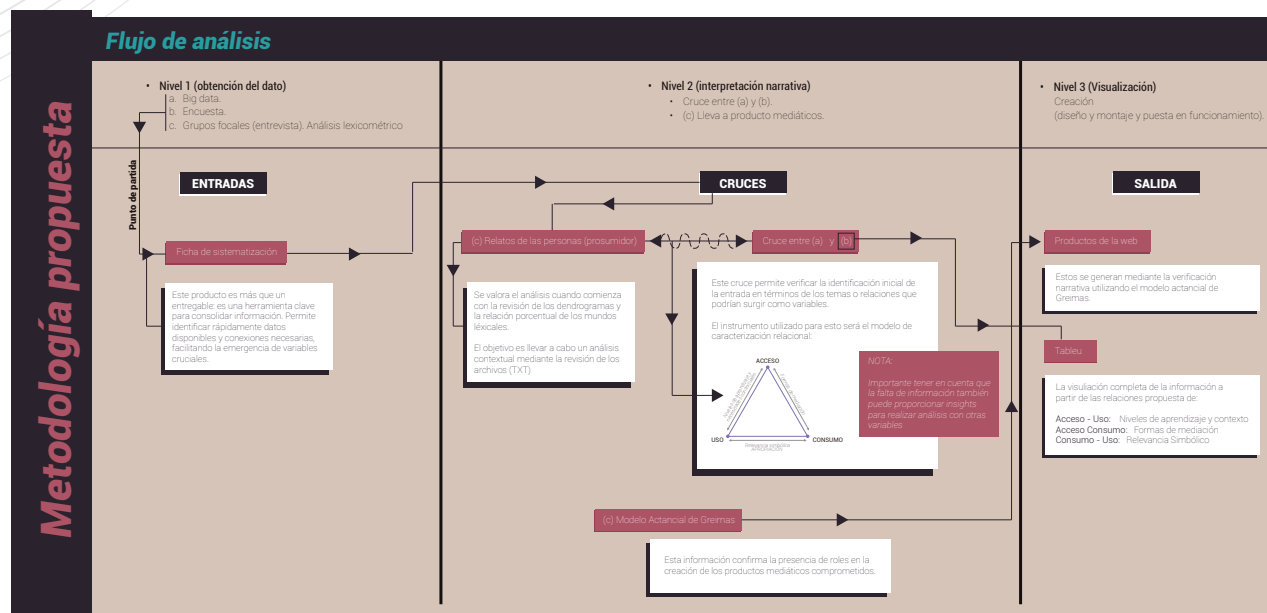 Metodología propuesta
Flujo de análisis
• Nivel 1 (obtención del dato)
a. Big data.
b. Encuesta.
c. Grupos focales (entrevista). Análisis lexicométrico
• Nivel 2 (interpretación narrativa)
• Cruce entre (a) y (b).
• (c) Lleva a producto mediáticos.
• Nivel 3 (Visualización)
Creación
(diseño y montaje y puesta en funcionamiento).
Punto de partida
ENTRADAS
Ficha de sistematización
Este producto es más que un
entregable: es una herramienta clave
para consolidar información. Permite
identificar rápidamente datos
disponibles y conexiones necesarias,
facilitando la emergencia de variables
cruciales.
CRUCES
(c) Relatos de las personas (prosumidor)
Se valora el análisis cuando comienza
con la revisión de los dendrogramas y
la relación porcentual de los mundos
léxicales.
El objetivo es llevar a cabo un análisis
contextual mediante la revisión de los
archivos (TXT)
Cruce entre (a) y (b)
Este cruce permite verificar la identificación inicial de
la entrada en términos de los temas o relaciones que
podrían surgir como variables.
El instrumento utilizado para esto será el modelo de
caracterización relacional:
ACCESO
Formas de mediación
USO
CONSUMO
Relevancia simbólica
APROPIACIÓN
NOTA:
Importante tener en cuenta que
la falta de información también
puede proporcionar insights
para realizar análisis con otras
variables
(c) Modelo Actancial de Greimas
Esta información confirma la presencia de roles en la
creación de los productos mediáticos comprometidos.
SALIDA
Productos de la web
Estos se generan mediante la verificación
narrativa utilizando el modelo actancial de
Greimas.
Tableu
La visuliación completa de la información a
partir de las relaciones propuesta de:
Acceso - Uso: Niveles de aprendizaje y contexto
Acceso Consumo: Formas de mediación
Consumo - Uso: Relevancia Simbólico